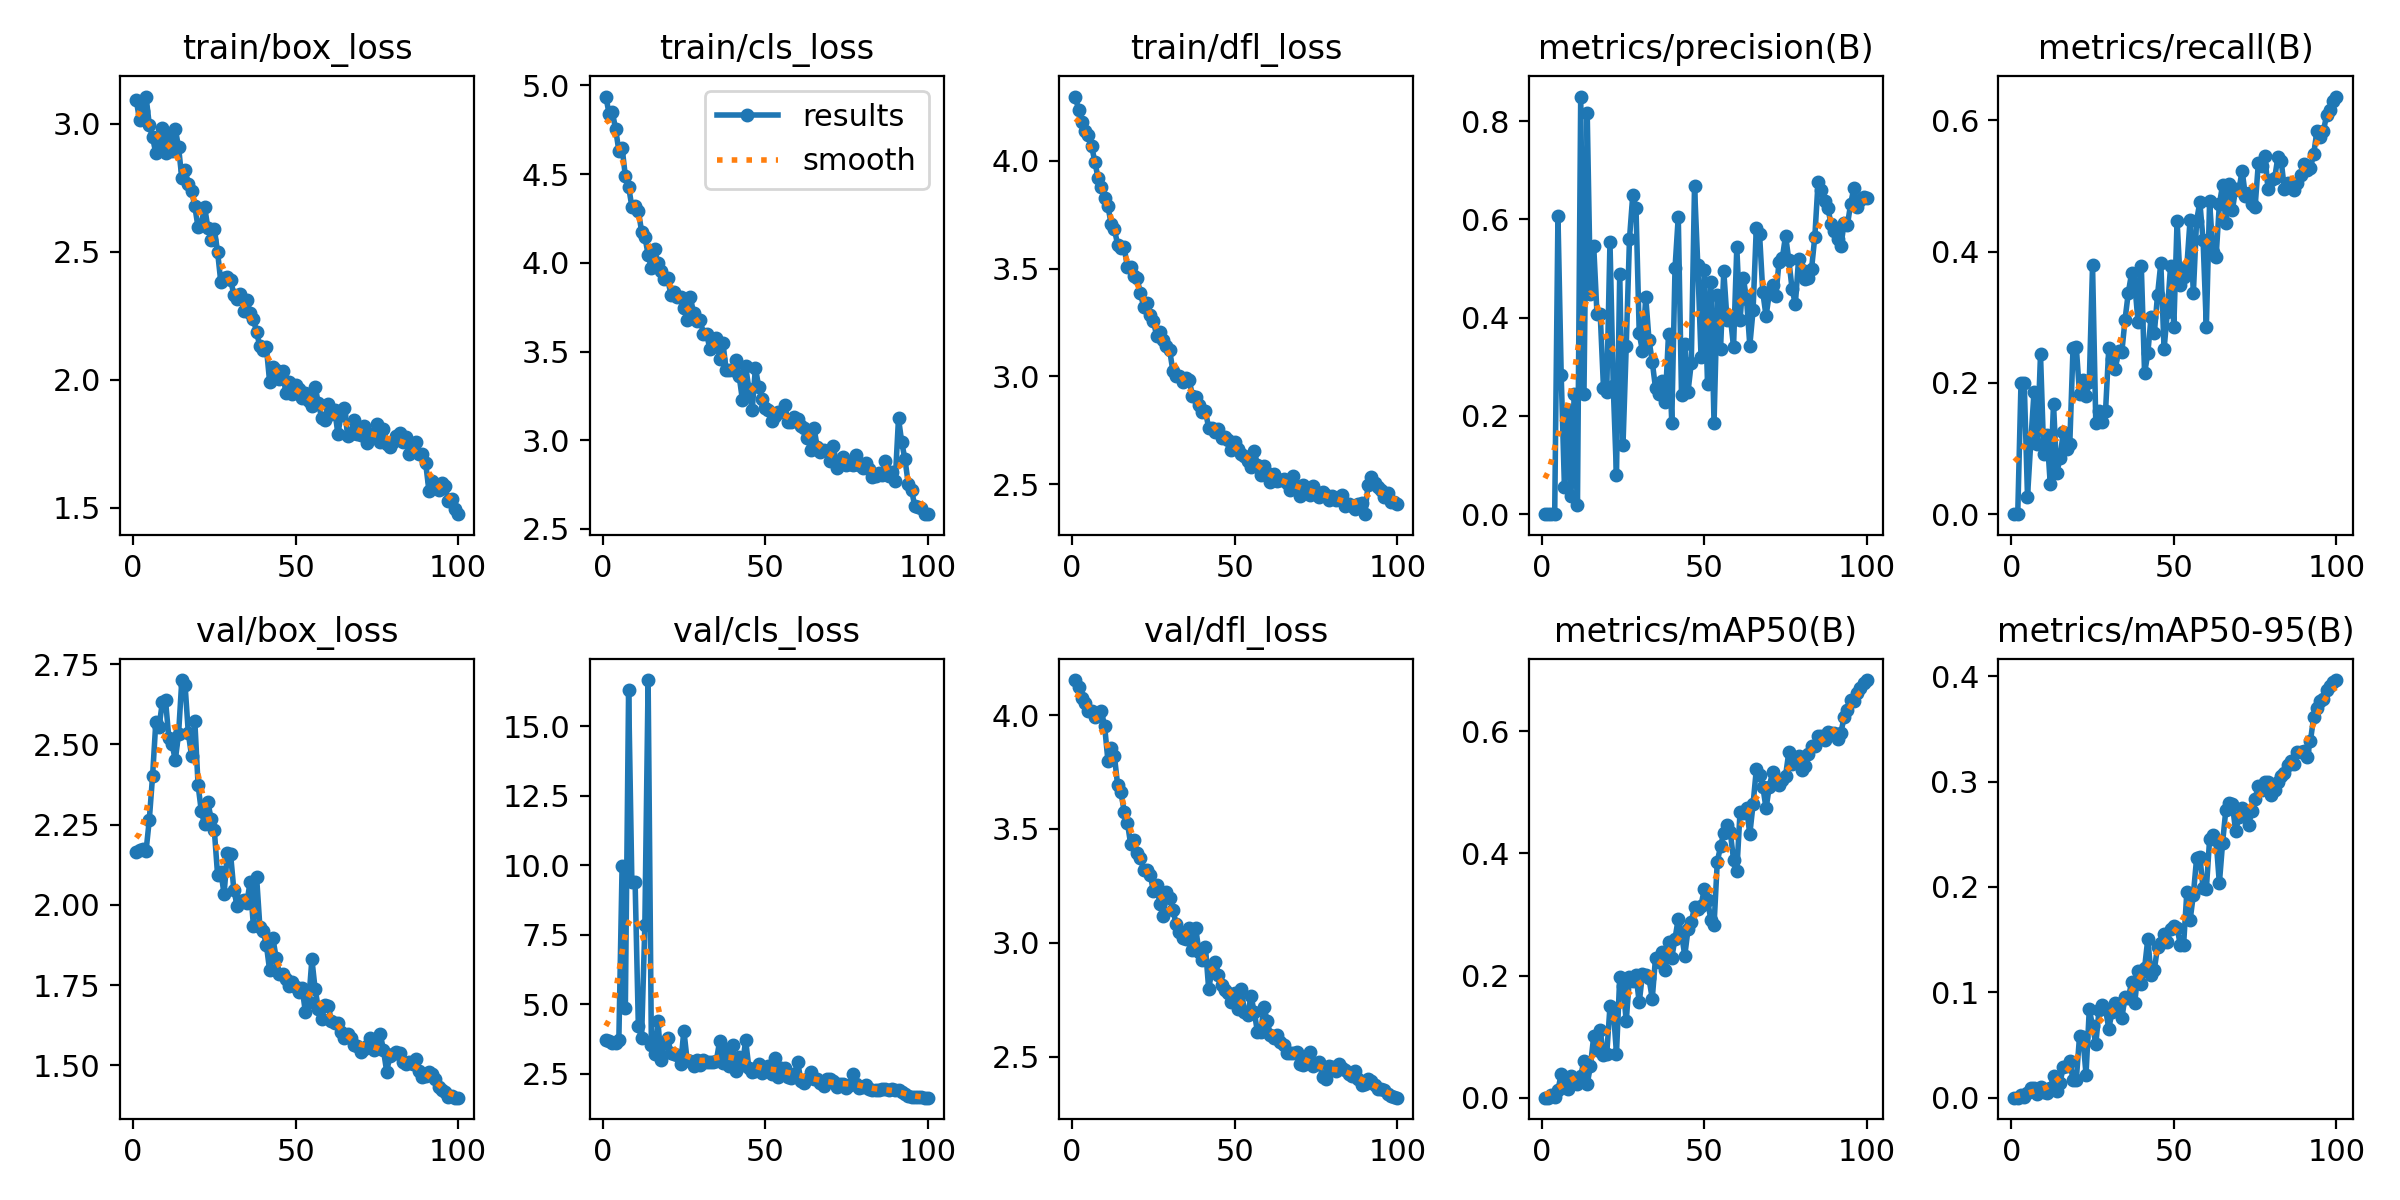 train/box_loss
train/cls_loss
train/dfl_loss
metrics/precision(B)
metrics/recall(B)
3.0
2.5
2.0
1.5
0 50 100
5.0
4.5
4.0
3.5
3.0
2.5
0 50 100
results
smooth
4.0
3.5
3.0
2.5
0 50 100
0.8
0.6
0.4
0.2
0.0
0 50 100
0.6
0.4
0.2
0.0
0 50 100
val/box_loss
val/cls_loss
val/dfl_loss
metrics/mAP50(B)
metrics/mAP50-95(B)
2.75
2.50
2.25
2.00
1.75
1.50
0 50 100
15.0
12.5
10.0
7.5
5.0
2.5
0 50 100
4.0
3.5
3.0
2.5
0 50 100
0.6
0.4
0.2
0.0
0 50 100
0.4
0.3
0.2
0.1
0.0
0 50 100